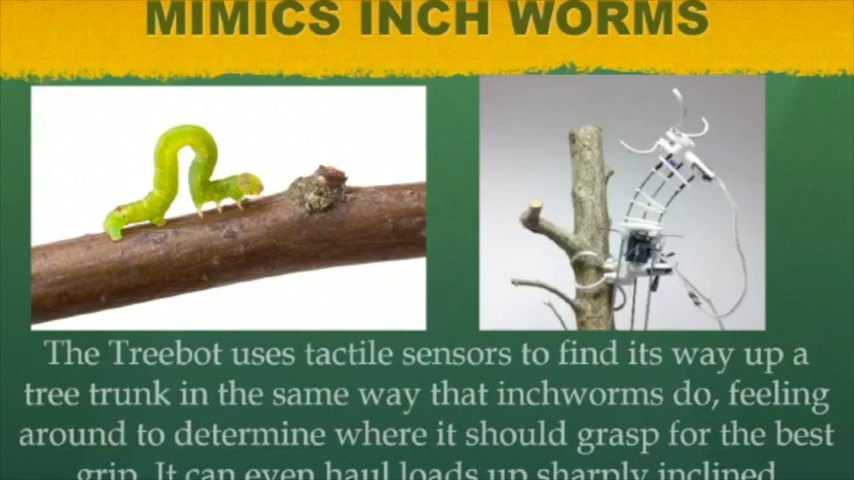 MIMICS INCH WORMS
The Treebot uses tactile sensors to find its way up a
tree trunk in the same way that inchworms do, feeling
around to determine where it should grasp for the best
grip. It can even haul loads up sharply inclined